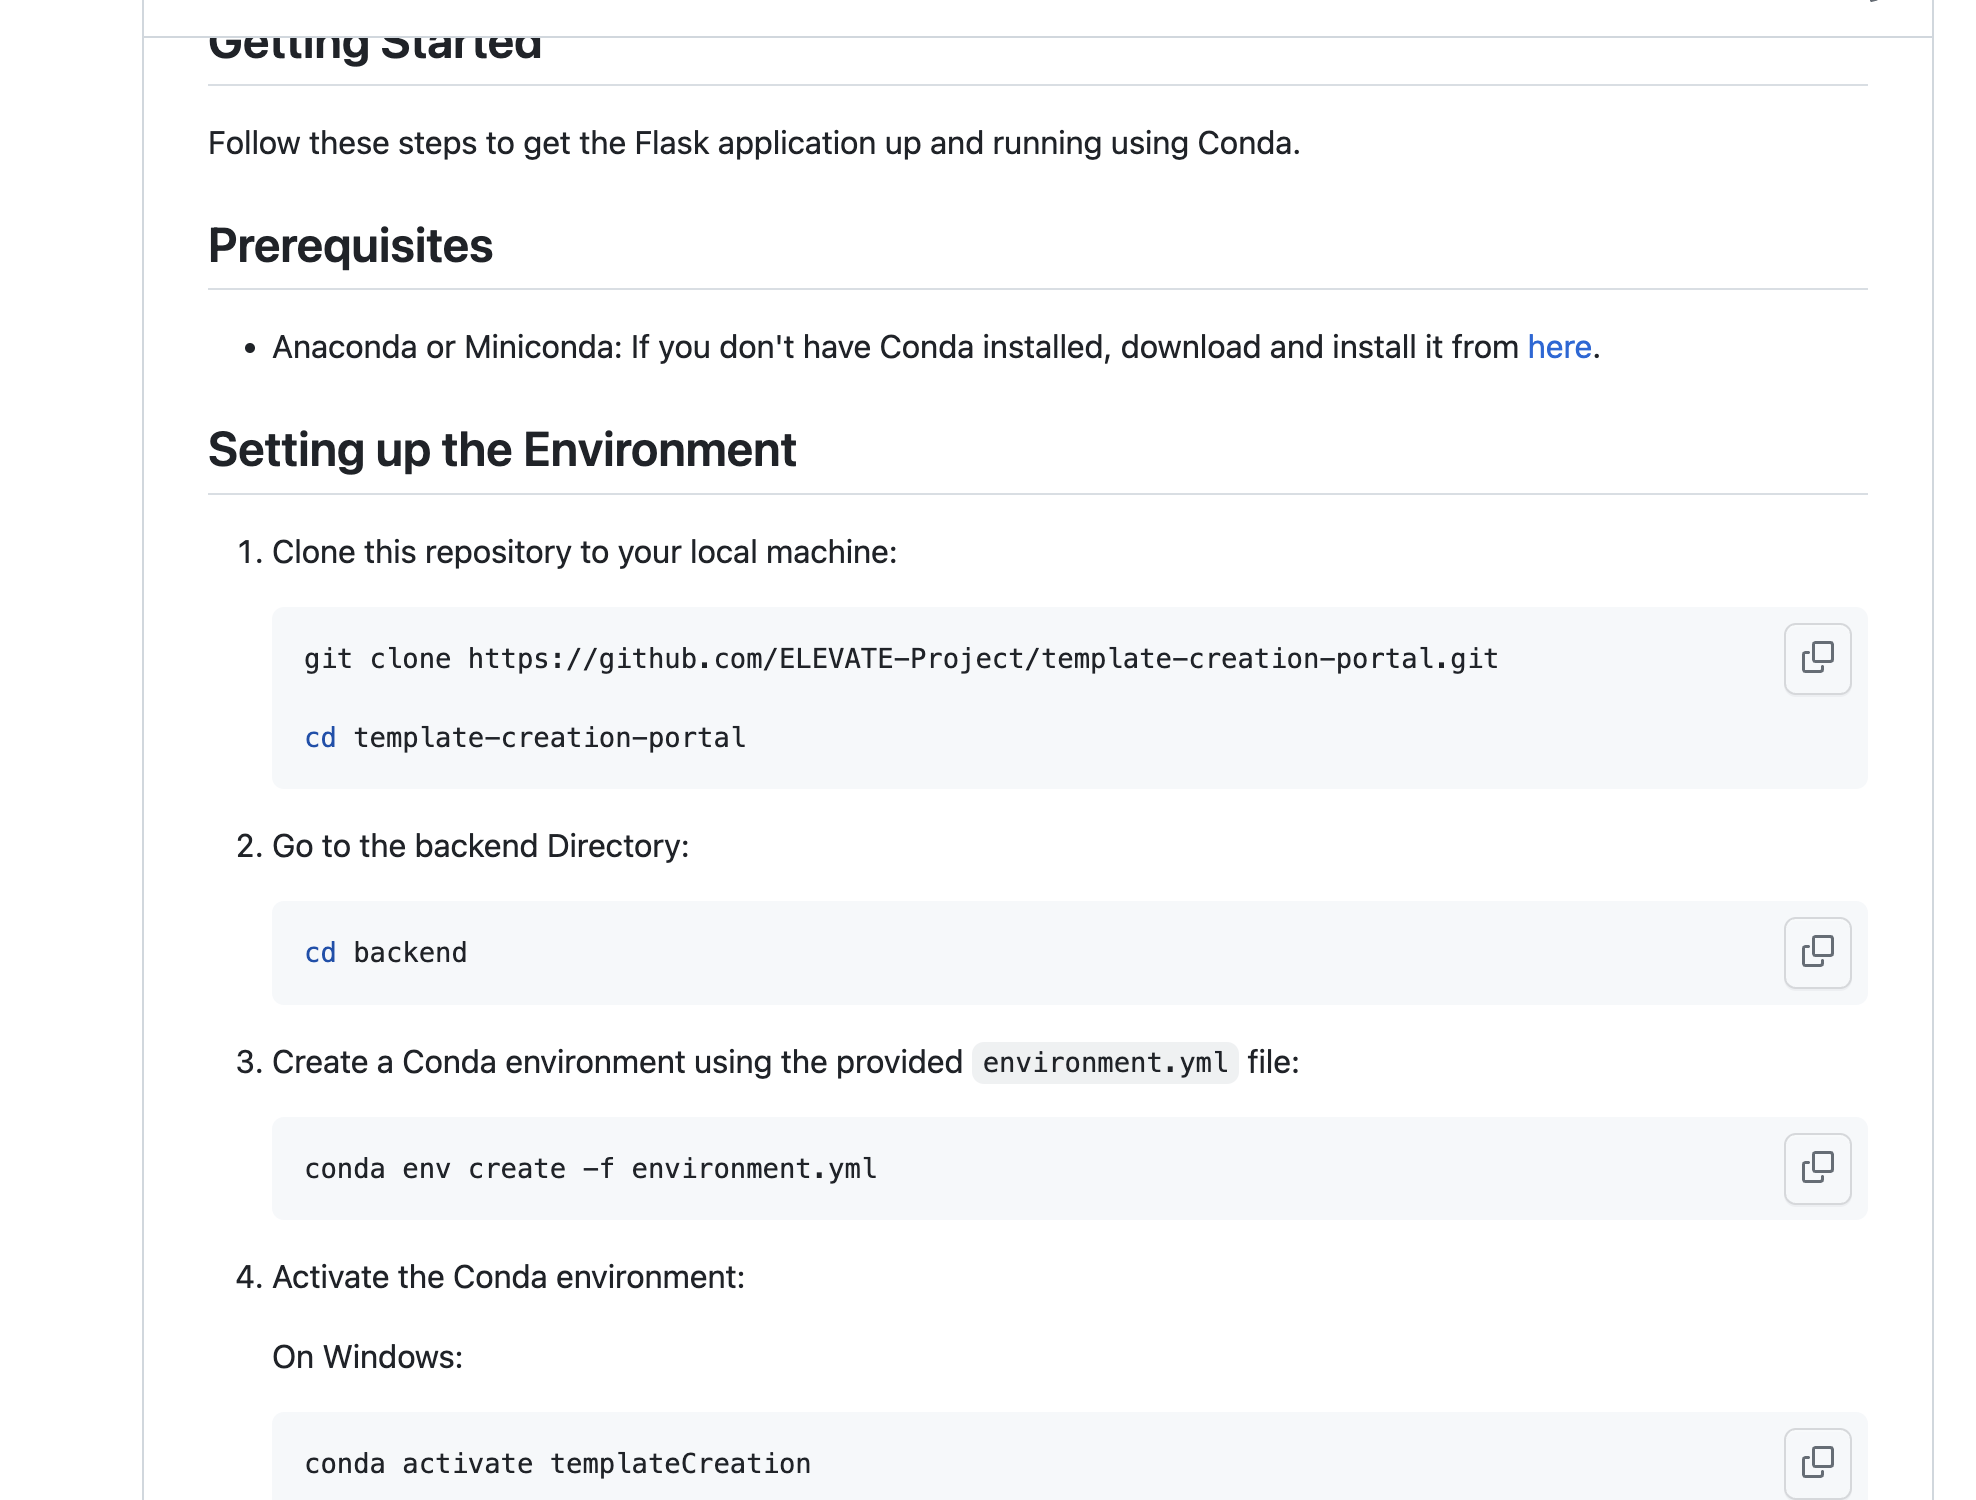 Getting Started
Follow these steps to get the Flask application up and running using Conda.
Prerequisites
• Anaconda or Miniconda: If you don't have Conda installed, download and install it from here.
Setting up the Environment
1. Clone this repository to your local machine:
git clone https://github.com/ELEVATE-Project/template-creation-portal.git
cd template-creation-portal
2. Go to the backend Directory:
cd backend
3. Create a Conda environment using the provided environment.yml file:
conda env create -f environment.yml
4. Activate the Conda environment:
On Windows:
conda activate templateCreation